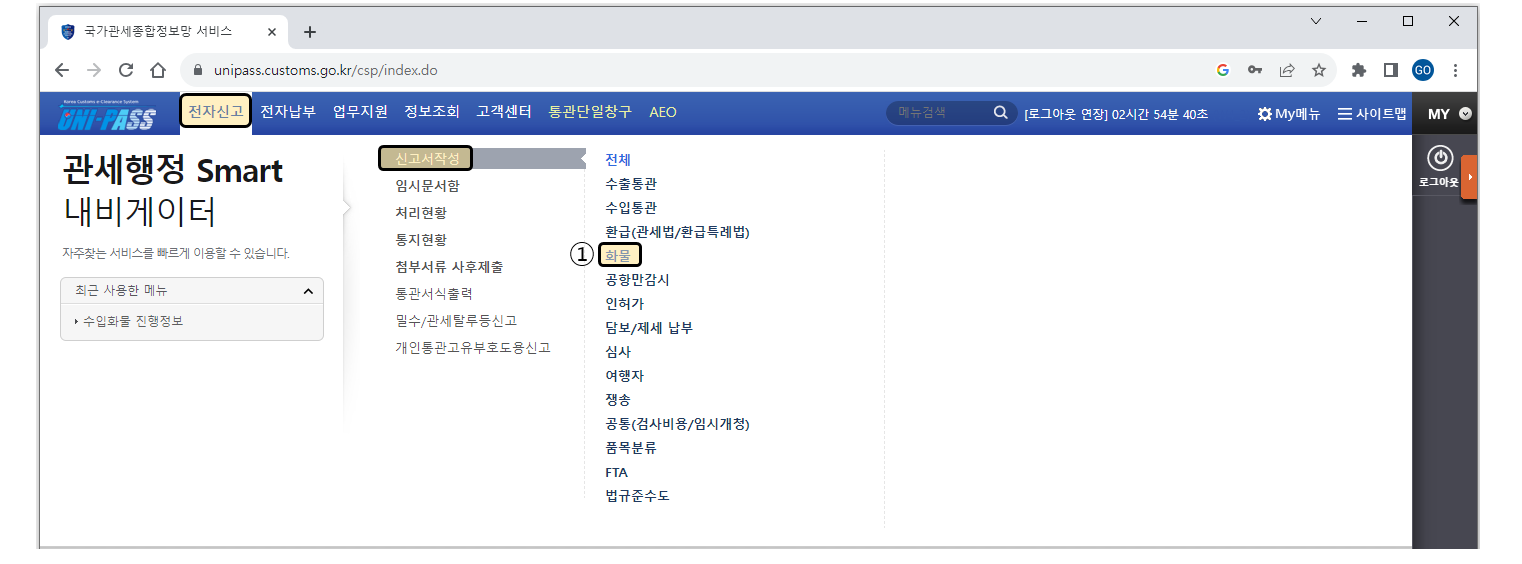 국가관세종합정보망 서비스
unipass.customs.go.kr/csp/index.do
GO
Korea Customs e-Clearance System
UNI-PASS
전자신고 전자납부 업무지원 정보조회 고객센터 통관단일창구 AEO
메뉴검색
[로그아웃 연장] 02시간 54분 40초
My메뉴
사이트맵
MY
로그아웃
관세행정 Smart
내비게이터
자주찾는 서비스를 빠르게 이용할 수 있습니다.
최근 사용한 메뉴
수입화물 진행정보
신고서작성
임시문서함
처리현황
통지현황
첨부서류 사후제출
통관서식출력
밀수/관세탈루등신고
개인통관고유부호도용신고
전체
수출통관
수입통관
환급(관세법/환급특례법)
① 화물
공항만감시
인허가
담보/제세 납부
심사
여행자
쟁송
공통(검사비용/임시개청)
품목분류
FTA
법규준수도